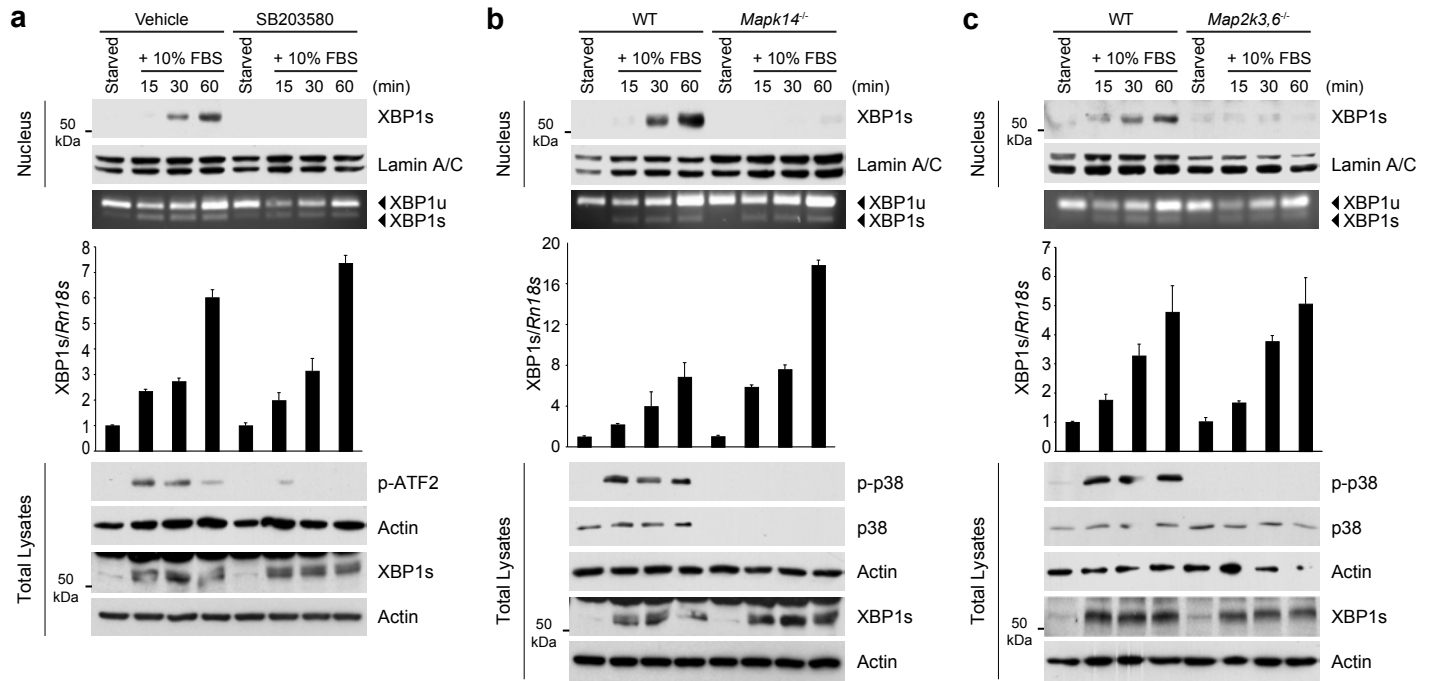 a
Vehicle SB203580
Starved + 10% FBS Starved + 10% FBS
15 30 60 15 30 60 (min)
Nucleus
50
kDa
XBP1s
Lamin A/C
◀XBP1u
◀XBP1s
XBP1s/Rn18s
8
7
6
5
4
3
2
1
0
Total Lysates
p-ATF2
Actin
50
kDa
XBP1s
Actin
b
WT Mapk14-/-
Starved + 10% FBS Starved + 10% FBS
15 30 60 15 30 60 (min)
Nucleus
50
kDa
XBP1s
Lamin A/C
◀XBP1u
◀XBP1s
XBP1s/Rn18s
20
16
12
8
4
0
Total Lysates
p-p38
p38
Actin
50
kDa
XBP1s
Actin
c
WT Map2k3,6-/-
Starved + 10% FBS Starved + 10% FBS
15 30 60 15 30 60 (min)
Nucleus
50
kDa
XBP1s
Lamin A/C
◀XBP1u
◀XBP1s
XBP1s/Rn18s
7
6
5
4
3
2
1
0
Total Lysates
p-p38
p38
Actin
50
kDa
XBP1s
Actin